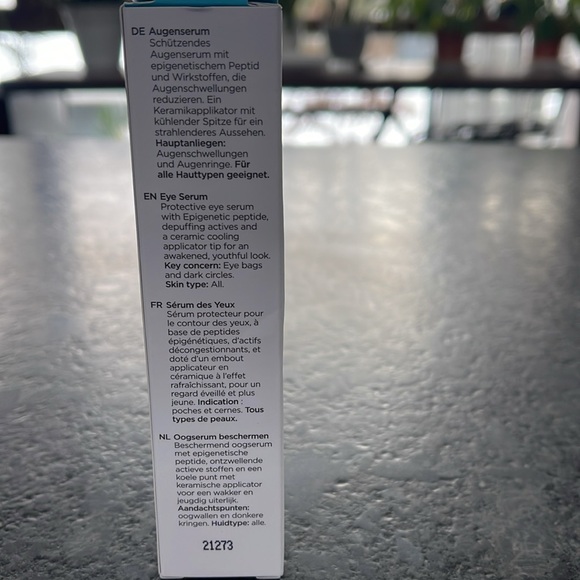 DE Augenserum
Schützendes
Augenserum mit
epigenetischem Peptid
und Wirkstoffen, die
Augenschwellungen
reduzieren. Ein
Keramikapplikator mit
kühlender Spitze für ein
strahlenderes Aussehen.
Hauptanliegen:
Augenschwellungen
und Augenringe. Für
alle Hauttypen geeignet.
EN Eye Serum
Protective eye serum
with Epigenetic peptide,
depuffing actives and
a ceramic cooling
applicator tip for an
awakened, youthful look.
Key concern: Eye bags
and dark circles.
Skin type: All.
FR Sérum des Yeux
Sérum protecteur pour
le contour des yeux, à
base de peptides
épigénétiques, d'actifs
décongestionnants, et
doté d'un embout
applicateur en
céramique à l'effet
rafraîchissant, pour un
regard éveillé et plus
jeune. Indication :
poches et cernes. Tous
types de peaux.
NL Oogserum beschermen
Beschermend oogserum
met epigenetische
peptide, ontzwellende
actieve stoffen en een
koele punt met
keramische applicator
voor een wakker en
jeugdig uiterlijk.
Aandachtspunten:
oogwallen en donkere
kringen. Huidtype: alle.
21273